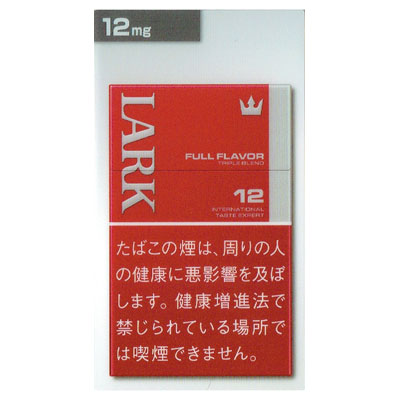 12mg
LARK
FULL FLAVOR
TRIPLE BLEND
12
INTERNATIONAL
TASTE EXPERT
たばこの煙は、周りの人
の健康に悪影響を及ぼ
します。健康増進法で
禁じられている場所で
は喫煙できません。